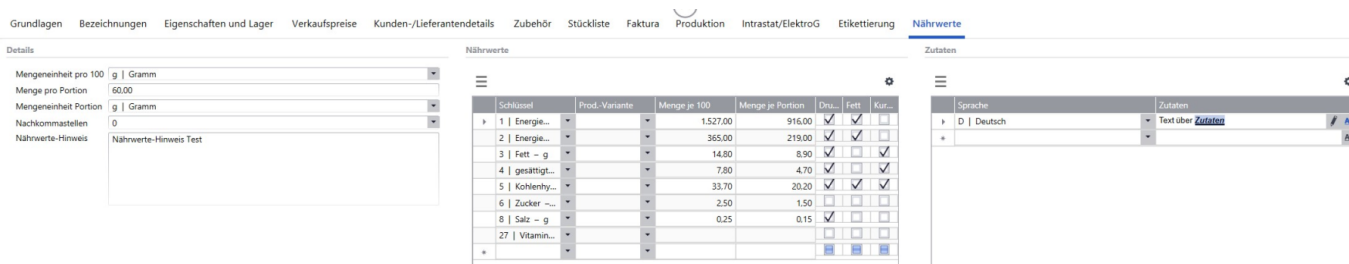 Grundlagen Bezeichnungen Eigenschaften und Lager Verkaufspreise Kunden-/Lieferantendetails Zubehör Stückliste Faktura Produktion Intrastat/ElektroG Etikettierung Nährwerte
Details
Mengeneinheit pro 100 g | Gramm
Menge pro Portion 60.00
Mengeneinheit Portion g | Gramm
Nachkommastellen 0
Nährwerte-Hinweis Nährwerte-Hinweis Test
Nährwerte
Schlüssel Prod.-Variante Menge je 100 Menge je Portion Dru... Fett Kur...
1 | Energie... 1.527,00 916,00
2 | Energie... 365,00 219,00
3 | Fett – g 14,80 8,90
4 | gesättigt... 7,80 4,70
5 | Kohlenhy... 33,70 20,20
6 | Zucker –... 2,50 1,50
8 | Salz – g 0,25 0,15
27 | Vitamin...
Zutaten
Sprache Zutaten
D | Deutsch Text über Zutaten